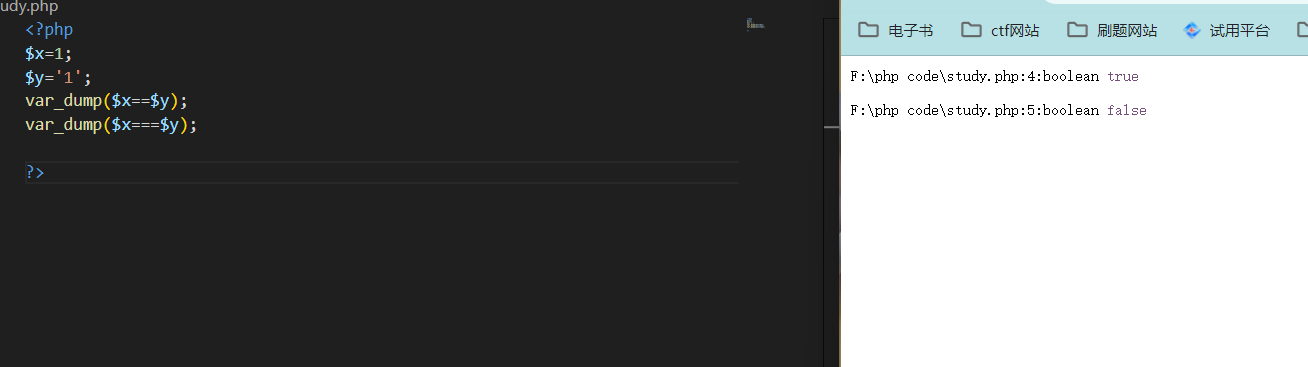 udy.php
<?php
$x=1;
$y='1';
var_dump($x==$y);
var_dump($x===$y);
?>
电子书 ctf网站 刷题网站 试用平台
F:\php code\study.php:4:boolean true
F:\php code\study.php:5:boolean false